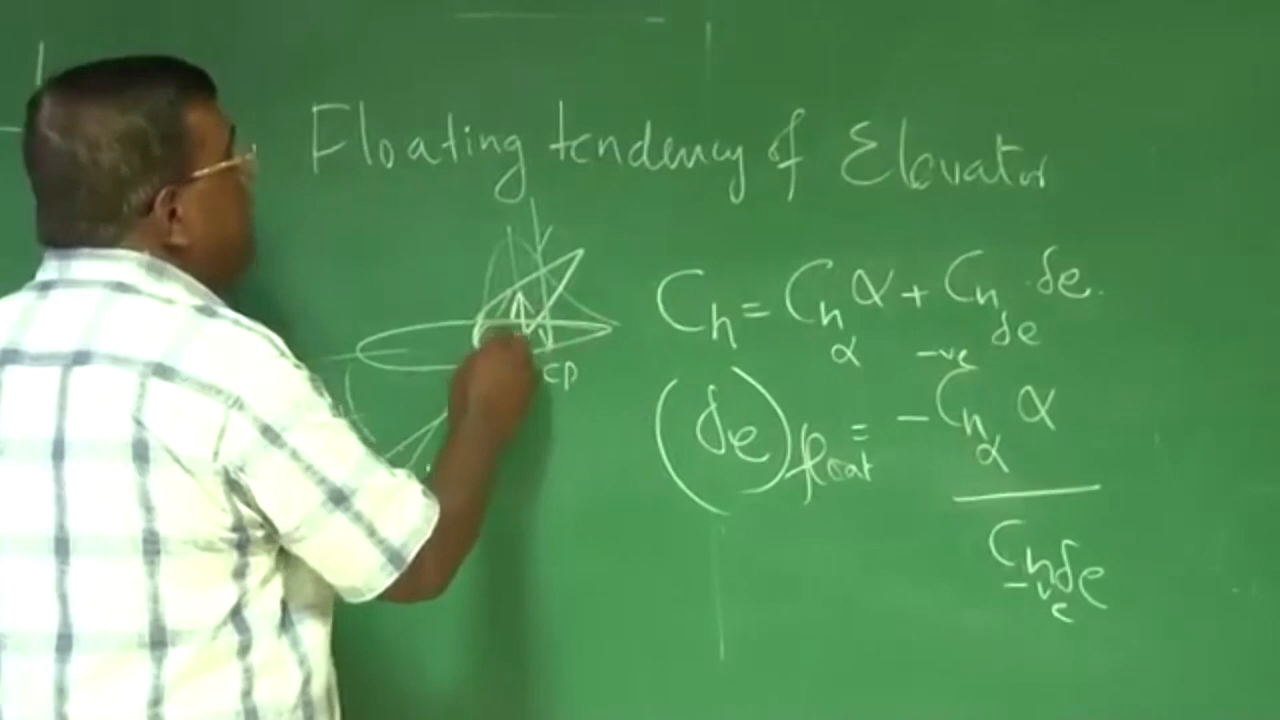 Floating tendency of Elevator
Ch = Chα α + Chδe . δe.
CP
-ve
(δe)float = - Chα α / Chδe
-ve